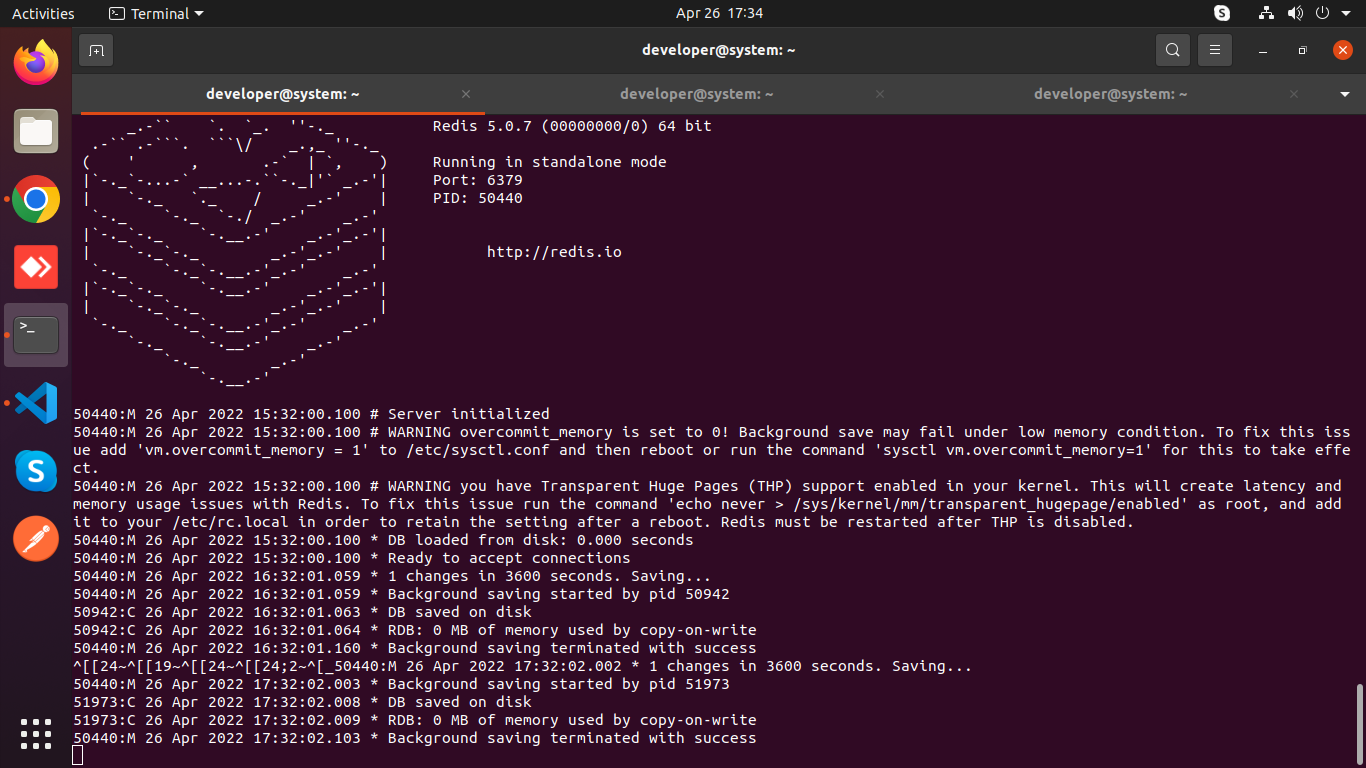 Activities
Terminal
Apr 26 17:34
developer@system: ~
developer@system: ~
developer@system: ~
developer@system: ~
Redis 5.0.7 (00000000/0) 64 bit
Running in standalone mode
Port: 6379
PID: 50440
http://redis.io
50440:M 26 Apr 2022 15:32:00.100 # Server initialized
50440:M 26 Apr 2022 15:32:00.100 # WARNING overcommit_memory is set to 0! Background save may fail under low memory condition. To fix this iss
ue add 'vm.overcommit_memory = 1' to /etc/sysctl.conf and then reboot or run the command 'sysctl vm.overcommit_memory=1' for this to take effe
ct.
50440:M 26 Apr 2022 15:32:00.100 # WARNING you have Transparent Huge Pages (THP) support enabled in your kernel. This will create latency and
memory usage issues with Redis. To fix this issue run the command 'echo never > /sys/kernel/mm/transparent_hugepage/enabled' as root, and add
it to your /etc/rc.local in order to retain the setting after a reboot. Redis must be restarted after THP is disabled.
50440:M 26 Apr 2022 15:32:00.100 * DB loaded from disk: 0.000 seconds
50440:M 26 Apr 2022 15:32:00.100 * Ready to accept connections
50440:M 26 Apr 2022 16:32:01.059 * 1 changes in 3600 seconds. Saving...
50440:M 26 Apr 2022 16:32:01.059 * Background saving started by pid 50942
50942:C 26 Apr 2022 16:32:01.063 * DB saved on disk
50942:C 26 Apr 2022 16:32:01.064 * RDB: 0 MB of memory used by copy-on-write
50440:M 26 Apr 2022 16:32:01.160 * Background saving terminated with success
^[[24~^[[19~^[[24~^[[24;2~^[_50440:M 26 Apr 2022 17:32:02.002 * 1 changes in 3600 seconds. Saving...
50440:M 26 Apr 2022 17:32:02.003 * Background saving started by pid 51973
51973:C 26 Apr 2022 17:32:02.008 * DB saved on disk
51973:C 26 Apr 2022 17:32:02.009 * RDB: 0 MB of memory used by copy-on-write
50440:M 26 Apr 2022 17:32:02.103 * Background saving terminated with success